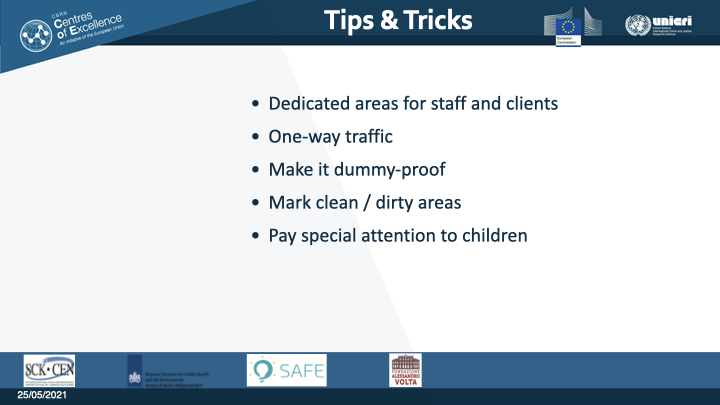 CBRN
Centres
of Excellence
An initiative of the European Union
Tips & Tricks
European
Commission
unicri
United Nations
Interregional Crime and Justice
Research Institute
• Dedicated areas for staff and clients
• One-way traffic
• Make it dummy-proof
• Mark clean / dirty areas
• Pay special attention to children
SCK•CEN
National Institute for Public Health
and the Environment
Ministry of Health, Welfare and Sport
SAFE
FONDAZIONE
ALESSANDRO
VOLTA
25/05/2021